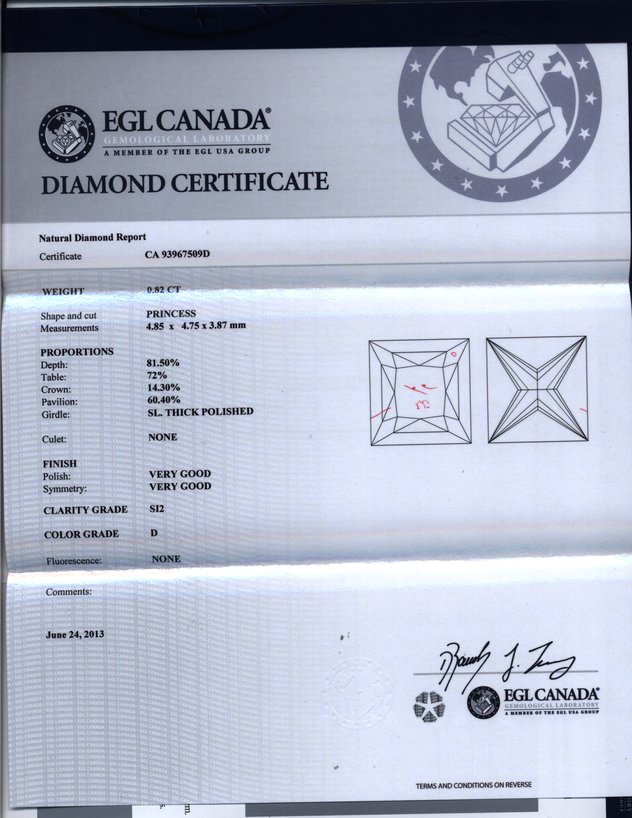 EGL CANADA®
GEMOLOGICAL LABORATORY
A MEMBER OF THE EGL USA GROUP
DIAMOND CERTIFICATE
Natural Diamond Report
Certificate CA 93967509D
WEIGHT 0.82 CT
Shape and cut PRINCESS
Measurements 4.85 x 4.75 x 3.87 mm
PROPORTIONS
Depth: 81.50%
Table: 72%
Crown: 14.30%
Pavilion: 60.40%
Girdle: SL. THICK POLISHED
Culet: NONE
FINISH
Polish: VERY GOOD
Symmetry: VERY GOOD
CLARITY GRADE SI2
COLOR GRADE D
Fluorescence: NONE
Comments:
June 24, 2013
EGL CANADA®
GEMOLOGICAL LABORATORY
A MEMBER OF THE EGL USA GROUP
TERMS AND CONDITIONS ON REVERSE